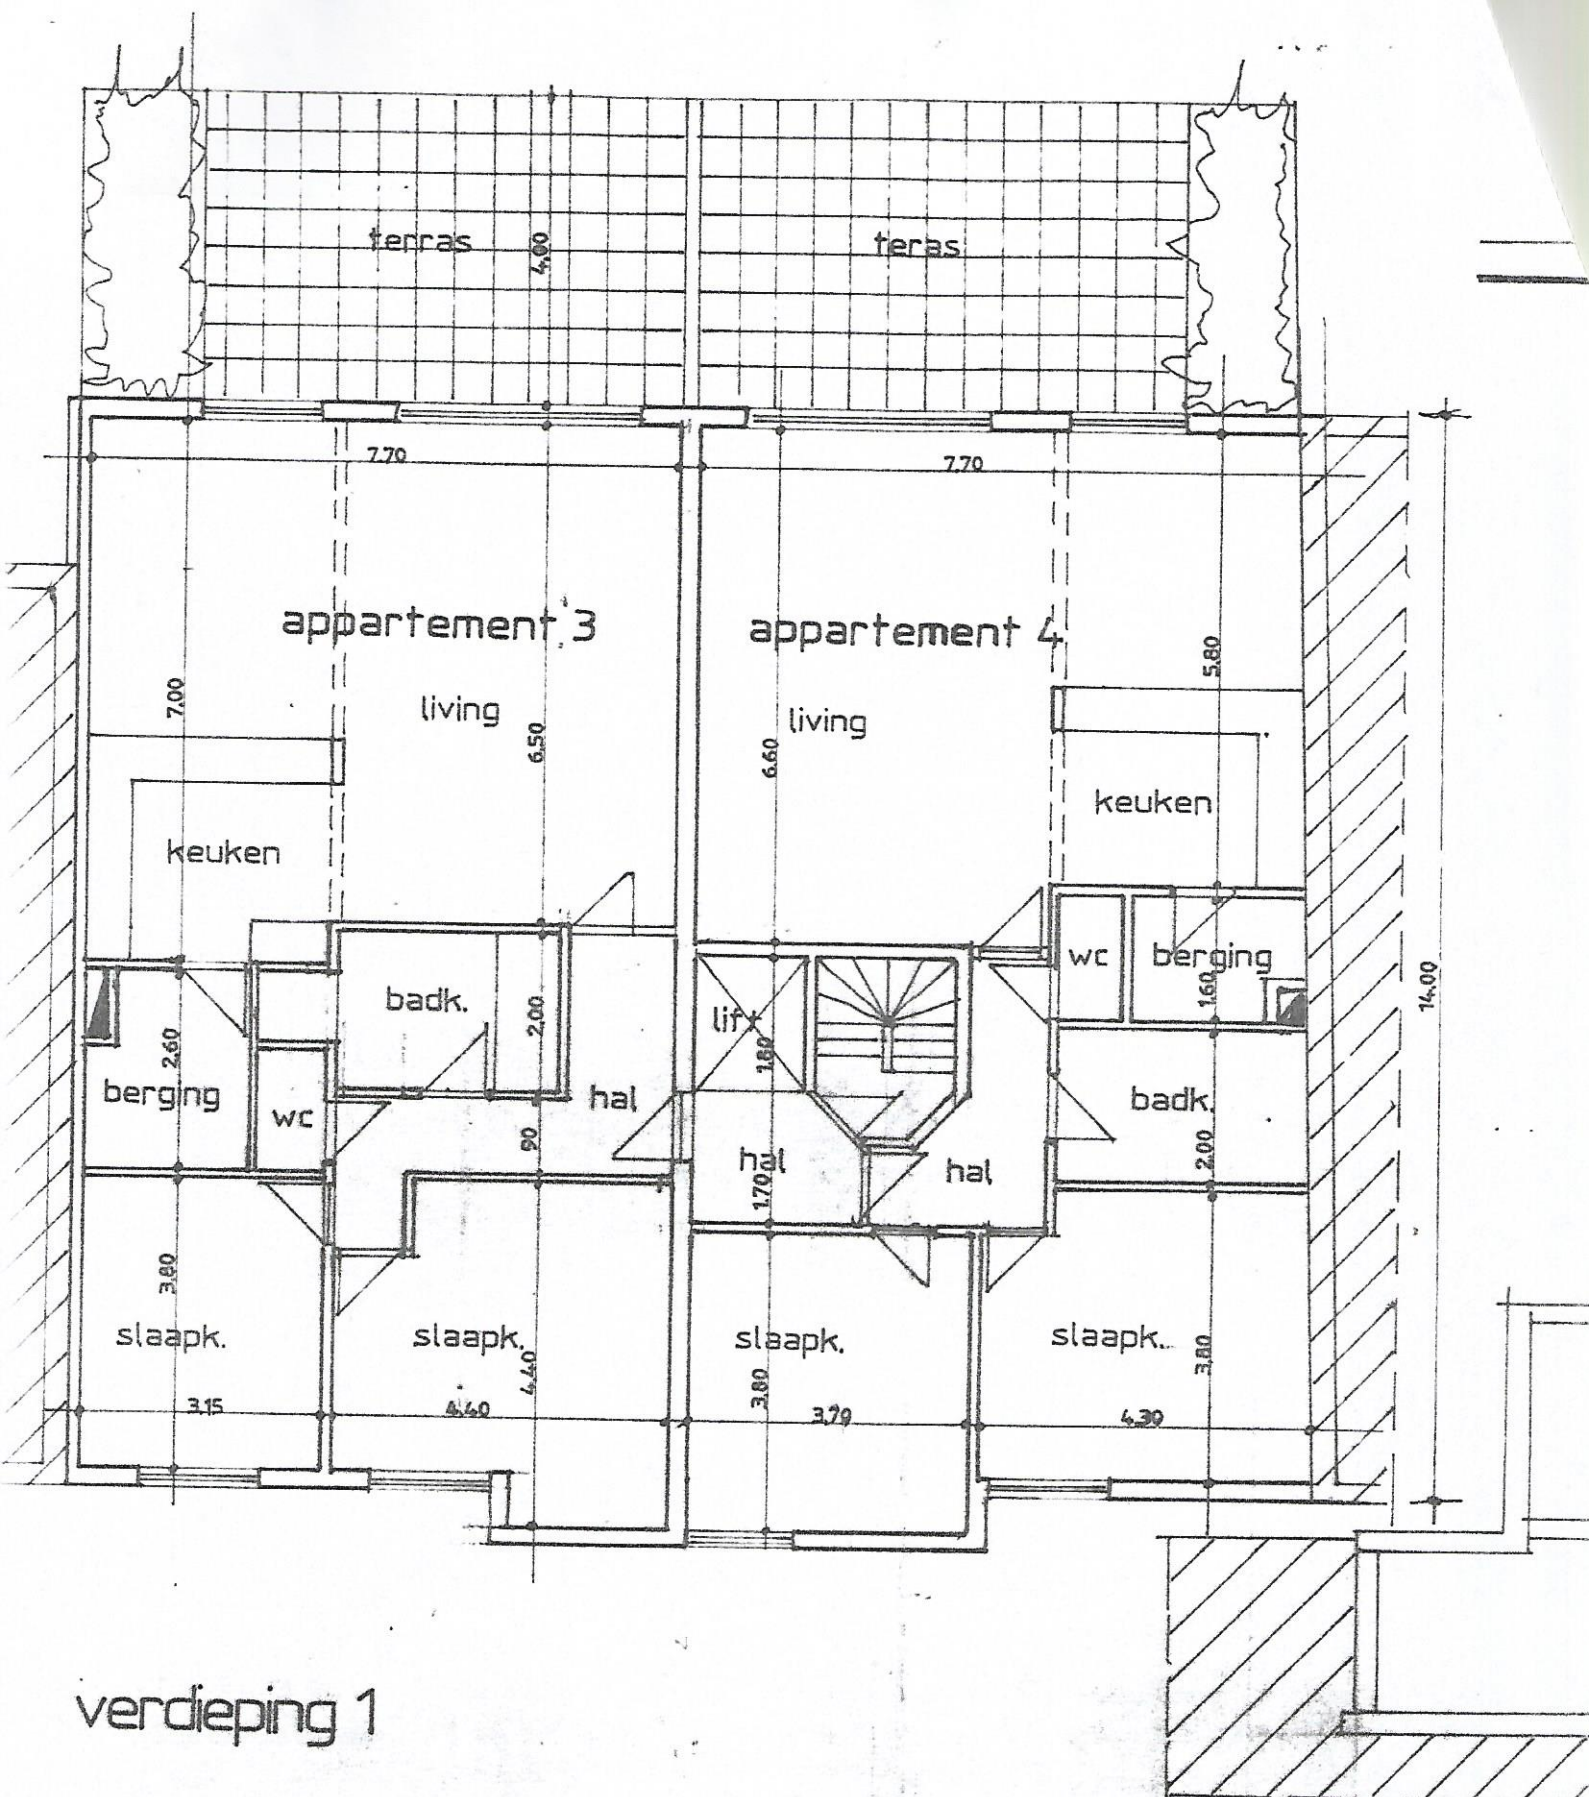 terras
4,00
teras
7.70
7.70
appartement 3
appartement 4
living
living
7.00
6.50
6.60
5.80
keuken
keuken
badk.
2.00
lift
1.80
wc
berging
1.60
14.00
2.60
berging
wc
hal
90
hal
1.70
hal
badk.
2.00
3.80
slaapk.
slaapk.
4.40
slaapk.
3.80
slaapk.
3.80
3.15
4.40
3.70
4.30
verdieping 1